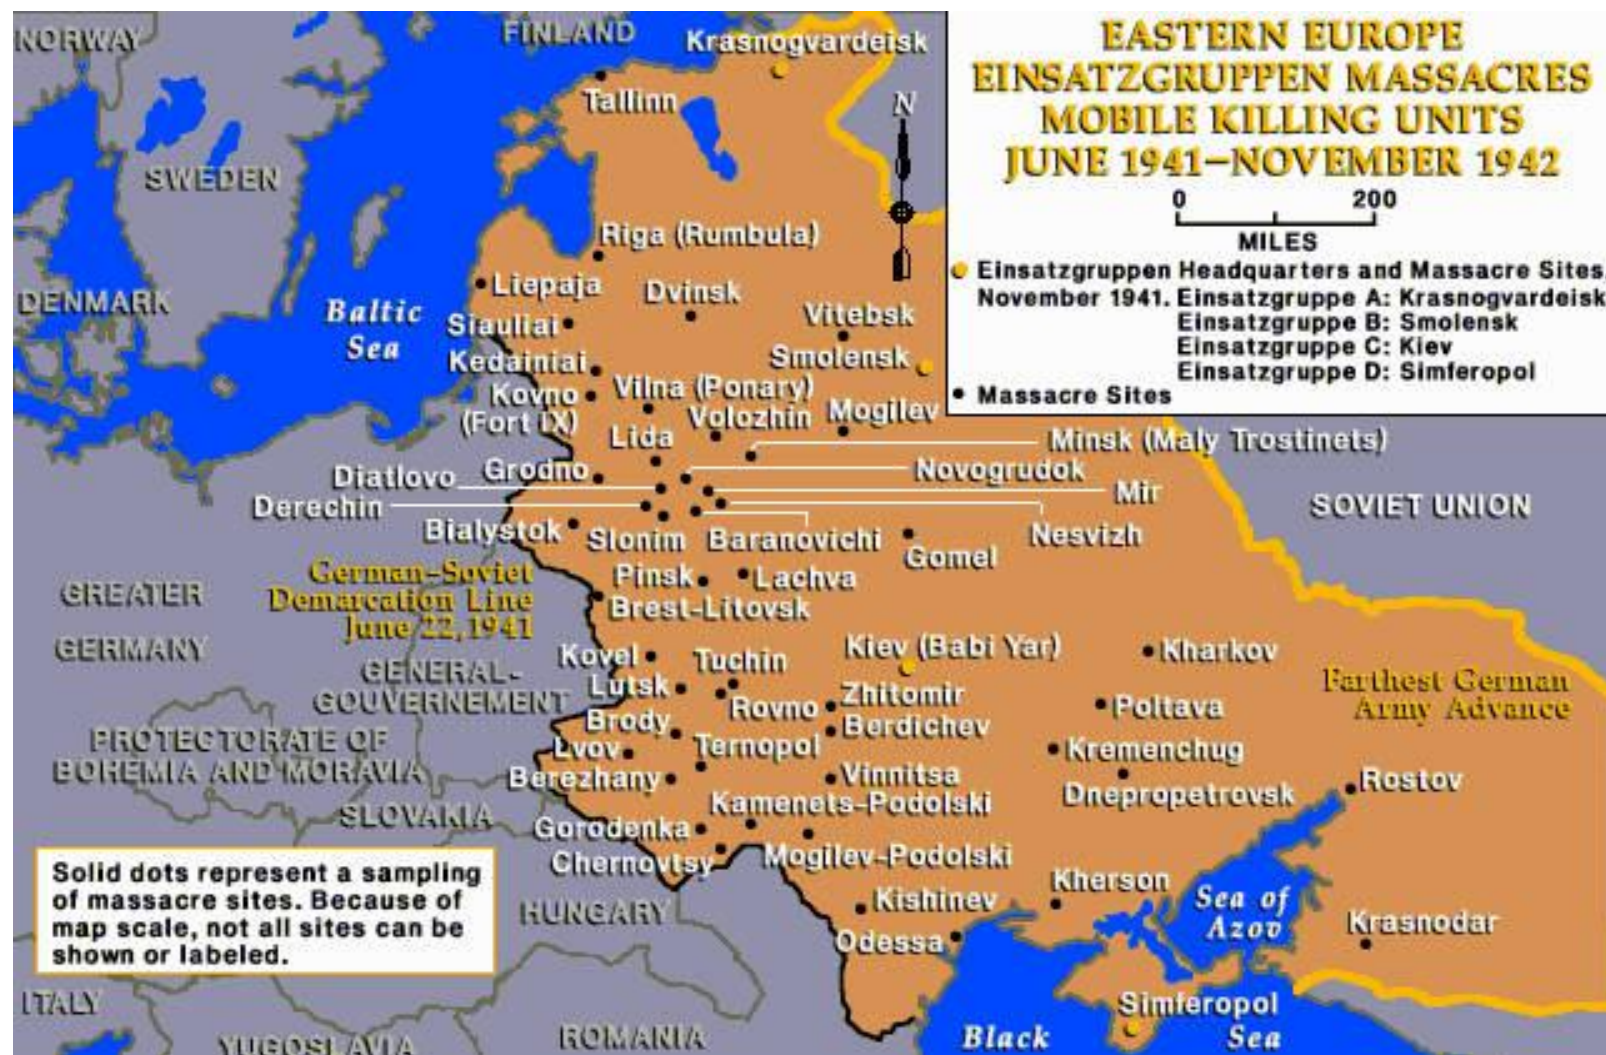 EASTERN EUROPE
EINSATZGRUPPEN MASSACRES
MOBILE KILLING UNITS
JUNE 1941–NOVEMBER 1942
0 200
MILES
Einsatzgruppen Headquarters and Massacre Sites,
November 1941. Einsatzgruppe A: Krasnogvardeisk
Einsatzgruppe B: Smolensk
Einsatzgruppe C: Kiev
Einsatzgruppe D: Simferopol
Massacre Sites
NORWAY
FINLAND
Krasnogvardeisk
Tallinn
N
SWEDEN
Riga (Rumbula)
Liepaja
Dvinsk
DENMARK
Baltic
Sea
Siauliai
Vitebsk
Kedainiai
Smolensk
Kovno
(Fort IX)
Vilna (Ponary)
Volozhin
Mogilev
Lida
Minsk (Maly Trostinets)
Diatlovo
Grodno
Novogrudok
Mir
Derechin
Bialystok
Slonim
Baranovichi
Nesvizh
Gomel
SOVIET UNION
German–Soviet
Demarcation Line
June 22, 1941
Pinsk
Lachva
Brest-Litovsk
GREATER
GERMANY
GENERAL-
GOUVERNEMENT
Kovel
Tuchin
Kiev (Babi Yar)
Kharkov
Lutsk
Rovno
Zhitomir
Farthest German
Army Advance
Poltava
Brody
Berdichev
PROTECTORATE OF
BOHEMIA AND MORAVIA
Lvov
Ternopol
Kremenchug
Berezhany
Vinnitsa
Dnepropetrovsk
Rostov
Kamenets-Podolski
SLOVAKIA
Gorodenka
Chernovtsy
Mogilev-Podolski
Solid dots represent a sampling
of massacre sites. Because of
map scale, not all sites can be
shown or labeled.
HUNGARY
Kishinev
Kherson
Sea of
Azov
Odessa
Krasnodar
ITALY
YUGOSLAVIA
ROMANIA
Simferopol
Black
Sea